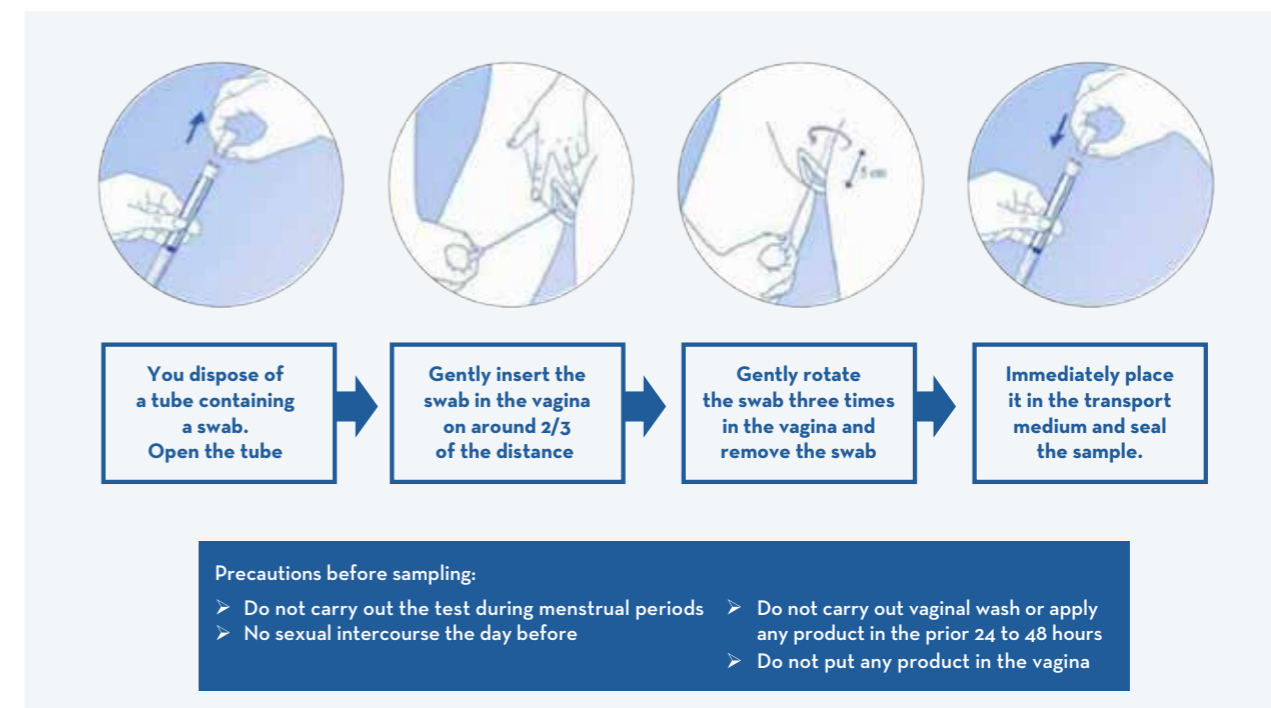 5 cm
You dispose of
a tube containing
a swab.
Open the tube
Gently insert the
swab in the vagina
on around 2/3
of the distance
Gently rotate
the swab three times
in the vagina and
remove the swab
Immediately place
it in the transport
medium and seal
the sample.
Precautions before sampling:
➢ Do not carry out the test during menstrual periods
➢ No sexual intercourse the day before
➢ Do not carry out vaginal wash or apply
any product in the prior 24 to 48 hours
➢ Do not put any product in the vagina